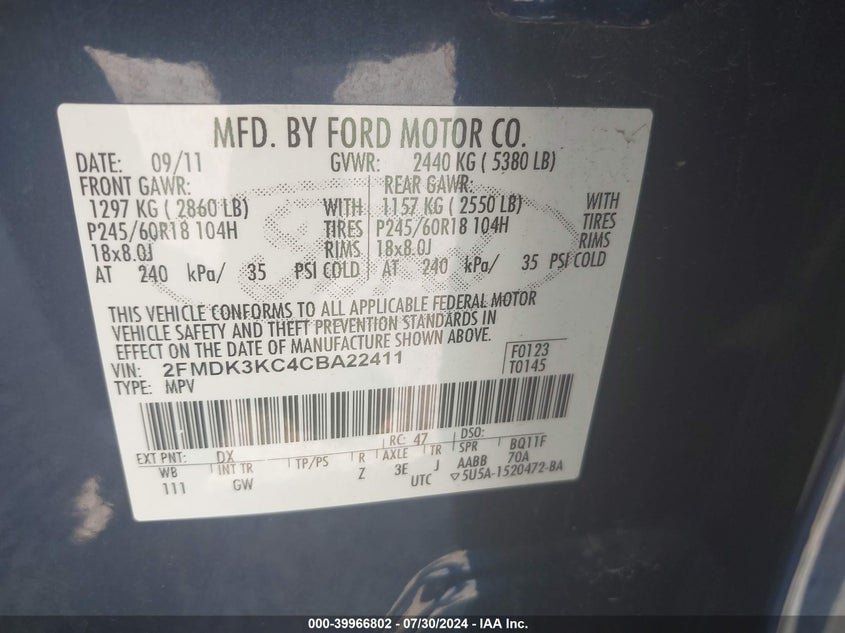 MFD. BY FORD MOTOR CO.
DATE: 09/11 GVWR: 2440 KG ( 5380 LB)
FRONT GAWR: REAR GAWR:
1297 KG ( 2860 LB) WITH 1157 KG ( 2550 LB) WITH
P245/60R18 104H TIRES P245/60R18 104H TIRES
18x8.0J RIMS 18x8.0J RIMS
AT 240 kPa/ 35 PSI COLD AT 240 kPa/ 35 PSI COLD
THIS VEHICLE CONFORMS TO ALL APPLICABLE FEDERAL MOTOR
VEHICLE SAFETY AND THEFT PREVENTION STANDARDS IN
EFFECT ON THE DATE OF MANUFACTURE SHOWN ABOVE.
VIN: 2FMDK3KC4CBA22411 F0123
TYPE: MPV T0145
EXT PNT: DX RC: 47 DSO:
WB INT TR TP/PS R AXLE TR SPR BQ11F
111 GW Z 3E J AABB 70A
UTC ▽5U5A-1520472-BA
000-39966802 - 07/30/2024 - IAA Inc.